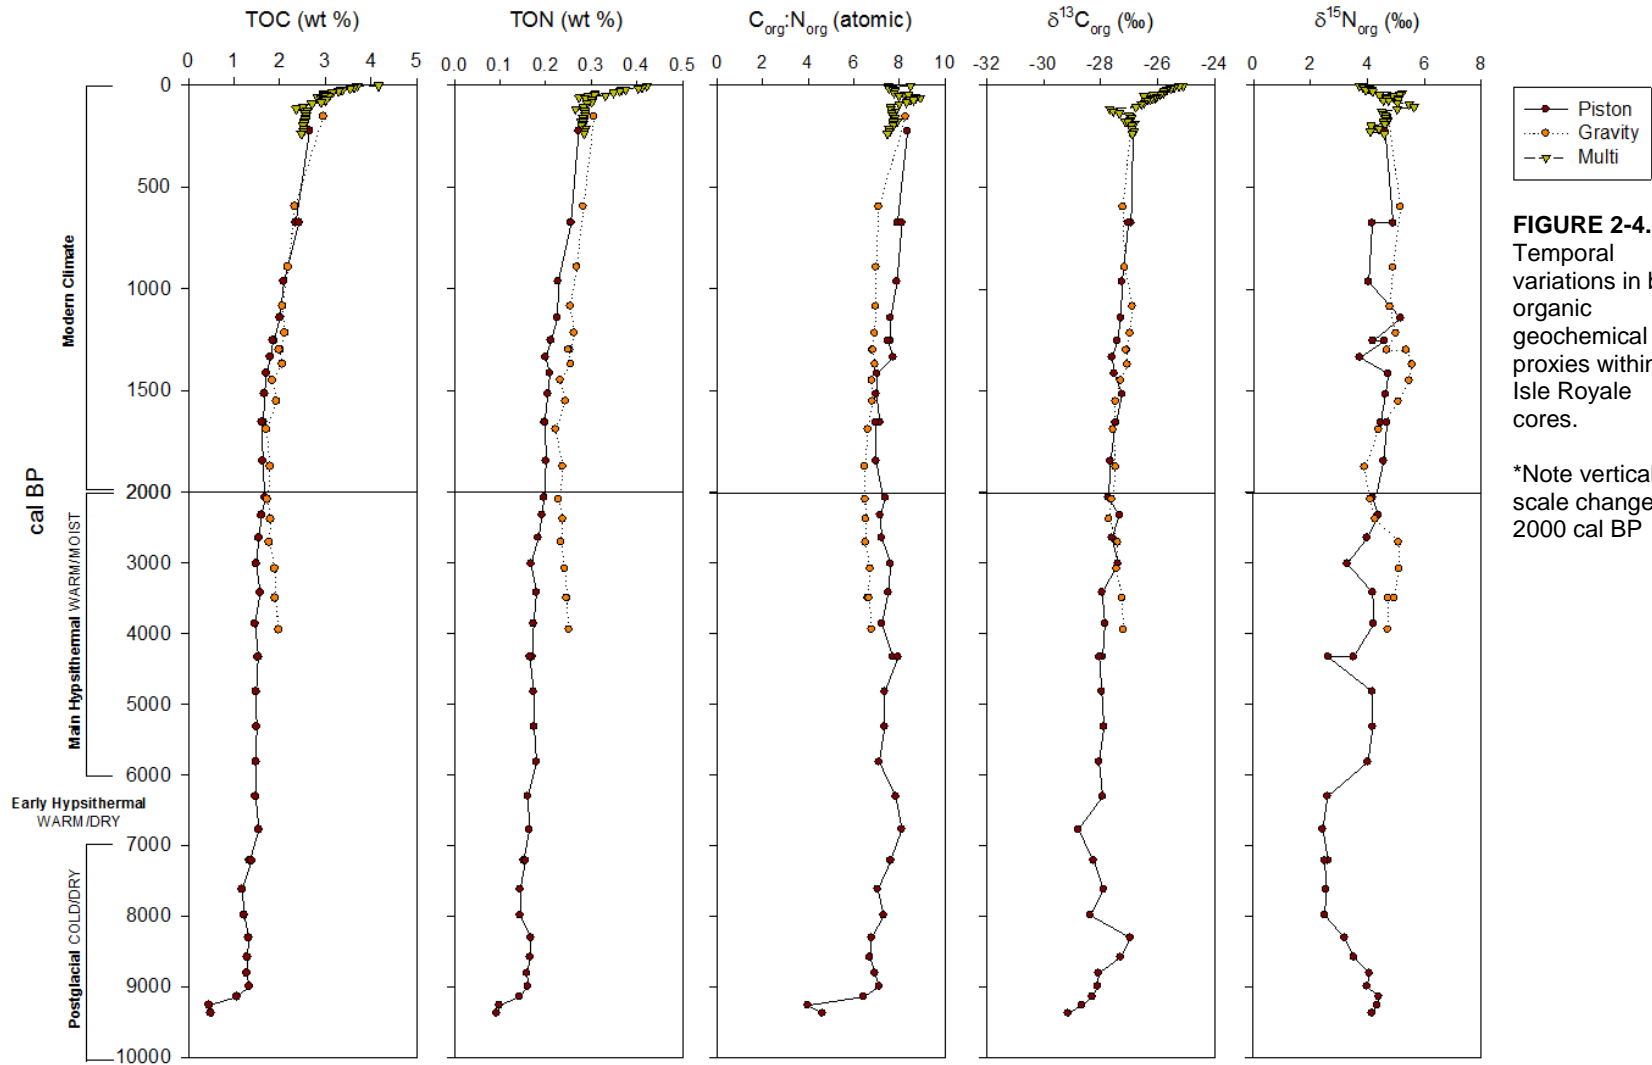 TOC (wt %) TON (wt %) Corg:Norg (atomic) δ13Corg (‰) δ15Norg (‰)
0 1 2 3 4 5 0.0 0.1 0.2 0.3 0.4 0.5 0 2 4 6 8 10 -32 -30 -28 -26 -24 0 2 4 6 8
0
500
1000
1500
2000
3000
4000
5000
6000
7000
8000
9000
10000
cal BP
Modern Climate
Main Hypsithermal WARM/MOIST
Early Hypsithermal
WARM/DRY
Postglacial COLD/DRY
Piston
Gravity
Multi
FIGURE 2-4.
Temporal
variations in
organic
geochemical
proxies within
Isle Royale
cores.
*Note vertical
scale change
2000 cal BP